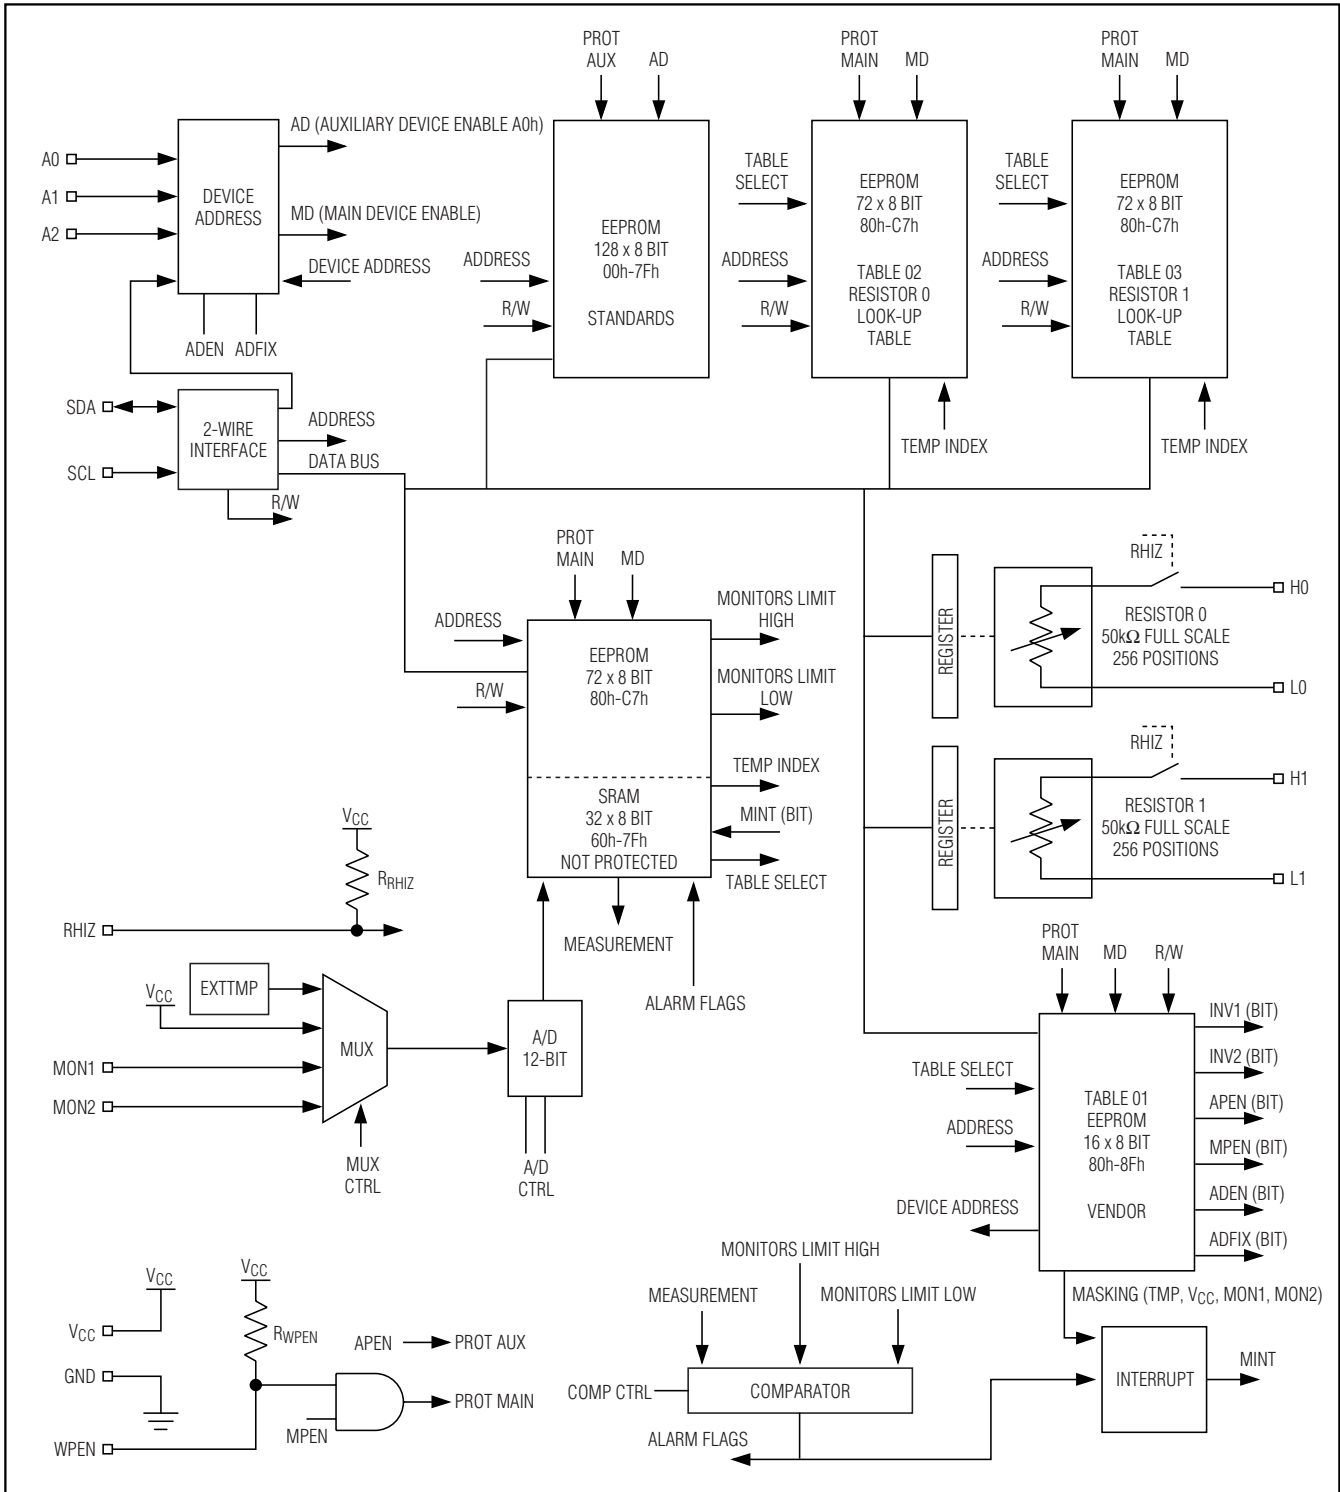 PROT
AUX
AD
PROT
MAIN
MD
PROT
MAIN
MD
A0
A1
A2
DEVICE
ADDRESS
AD (AUXILIARY DEVICE ENABLE A0h)
MD (MAIN DEVICE ENABLE)
DEVICE ADDRESS
ADEN
ADFIX
ADDRESS
R/W
EEPROM
128 x 8 BIT
00h-7Fh
STANDARDS
TABLE
SELECT
ADDRESS
R/W
EEPROM
72 x 8 BIT
80h-C7h
TABLE 02
RESISTOR 0
LOOK-UP
TABLE
TEMP INDEX
TABLE
SELECT
ADDRESS
R/W
EEPROM
72 x 8 BIT
80h-C7h
TABLE 03
RESISTOR 1
LOOK-UP
TABLE
TEMP INDEX
SDA
SCL
2-WIRE
INTERFACE
ADDRESS
DATA BUS
R/W
PROT
MAIN
MD
ADDRESS
R/W
EEPROM
72 x 8 BIT
80h-C7h
SRAM
32 x 8 BIT
60h-7Fh
NOT PROTECTED
MONITORS LIMIT
HIGH
MONITORS LIMIT
LOW
TEMP INDEX
MINT (BIT)
TABLE SELECT
MEASUREMENT
ALARM FLAGS
REGISTER
RHIZ
RESISTOR 0
50kΩ FULL SCALE
256 POSITIONS
H0
L0
REGISTER
RHIZ
RESISTOR 1
50kΩ FULL SCALE
256 POSITIONS
H1
L1
VCC
RRHIZ
RHIZ
EXTTMP
VCC
MON1
MON2
MUX
MUX
CTRL
A/D
12-BIT
A/D
CTRL
PROT
MAIN
MD
R/W
TABLE SELECT
ADDRESS
DEVICE ADDRESS
TABLE 01
EEPROM
16 x 8 BIT
80h-8Fh
VENDOR
INV1 (BIT)
INV2 (BIT)
APEN (BIT)
MPEN (BIT)
ADEN (BIT)
ADFIX (BIT)
MASKING (TMP, VCC, MON1, MON2)
VCC
VCC
GND
WPEN
VCC
RWPEN
APEN
PROT AUX
MPEN
PROT MAIN
MONITORS LIMIT HIGH
MEASUREMENT
MONITORS LIMIT LOW
COMP CTRL
COMPARATOR
ALARM FLAGS
INTERRUPT
MINT